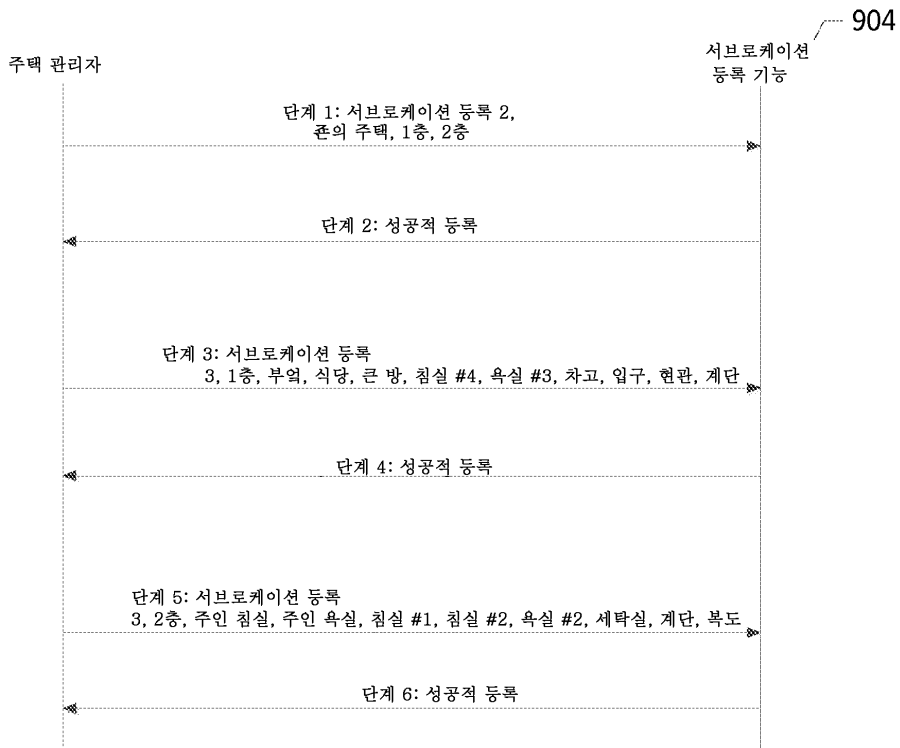 904
주택 관리자
서브로케이션
등록 기능
단계 1: 서브로케이션 등록 2,
죤의 주택, 1층, 2층
단계 2: 성공적 등록
단계 3: 서브로케이션 등록
3, 1층, 부엌, 식당, 큰 방, 침실 #4, 욕실 #3, 차고, 입구, 현관, 계단
단계 4: 성공적 등록
단계 5: 서브로케이션 등록
3, 2층, 주인 침실, 주인 욕실, 침실 #1, 침실 #2, 욕실 #2, 세탁실, 계단, 복도
단계 6: 성공적 등록